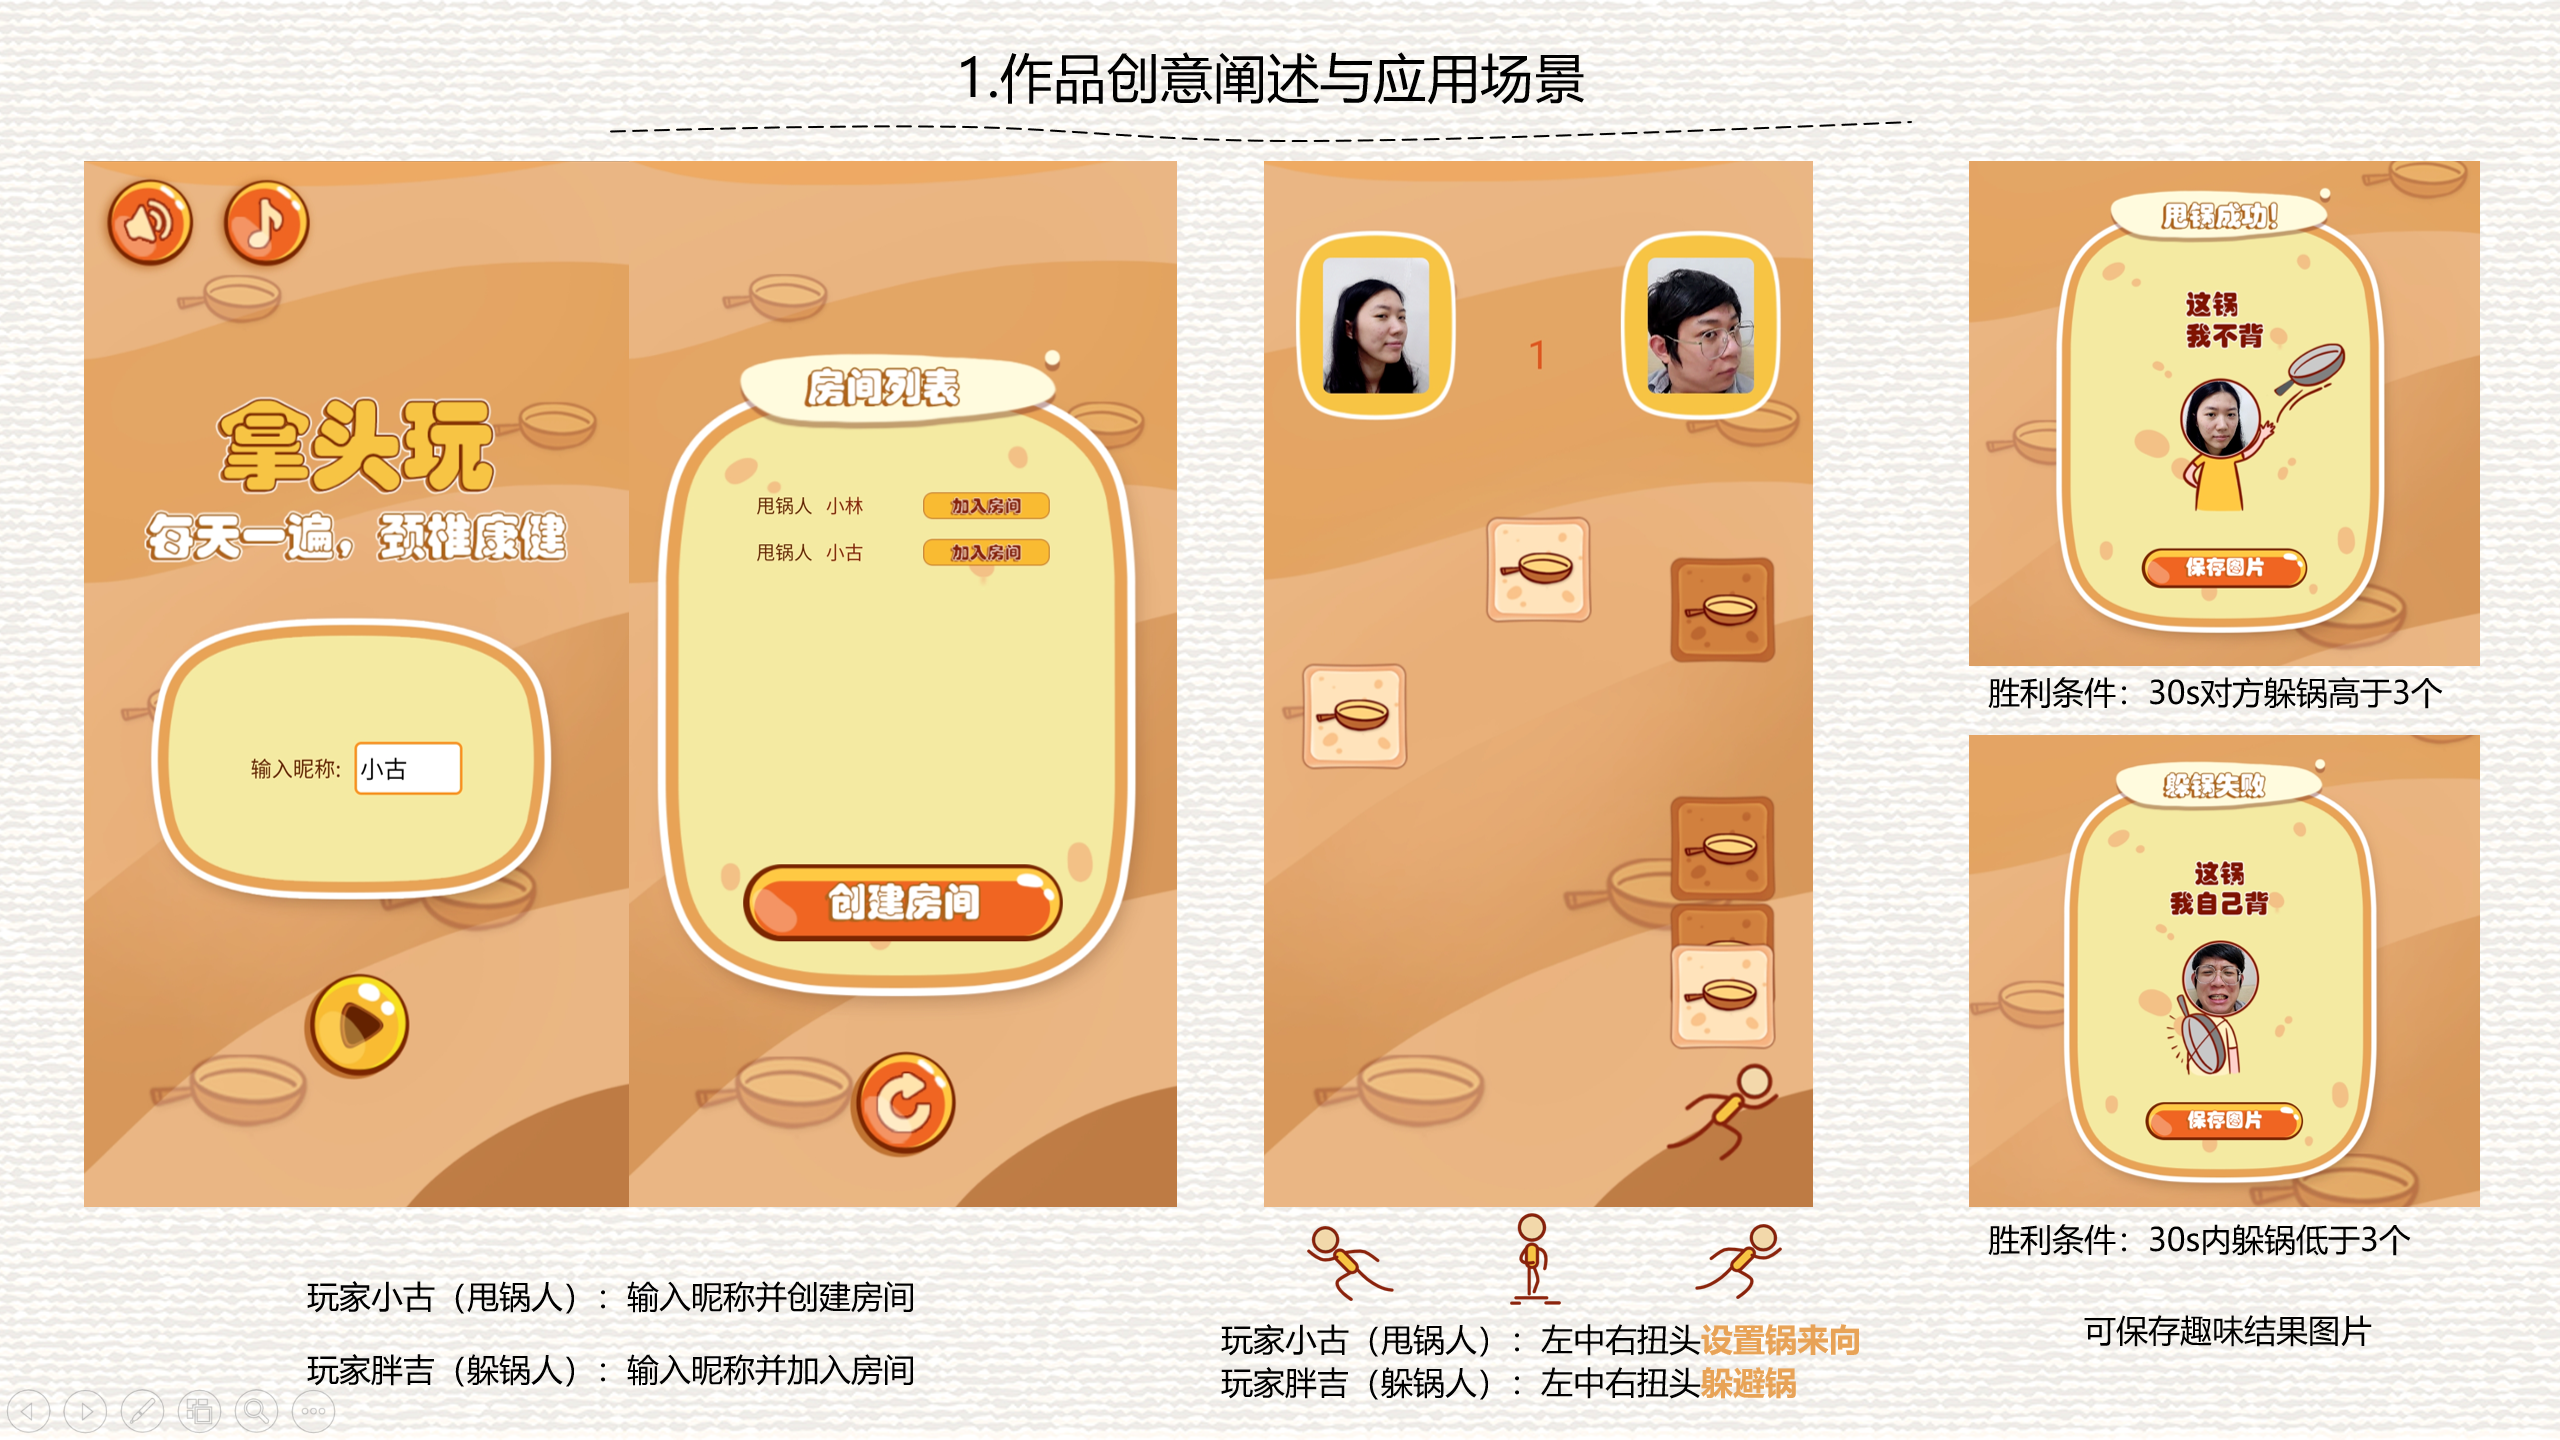 1.作品创意阐述与应用场景
拿头玩
每天一遍，颈椎康健
输入昵称: 小古
房间列表
甩锅人 小林 加入房间
甩锅人 小古 加入房间
创建房间
玩家小古（甩锅人）：输入昵称并创建房间
玩家胖吉（躲锅人）：输入昵称并加入房间
1
玩家小古（甩锅人）：左中右扭头设置锅来向
玩家胖吉（躲锅人）：左中右扭头躲避锅
甩锅成功!
这锅
我不背
保存图片
胜利条件：30s对方躲锅高于3个
躲锅失败
这锅
我自己背
保存图片
胜利条件：30s内躲锅低于3个
可保存趣味结果图片